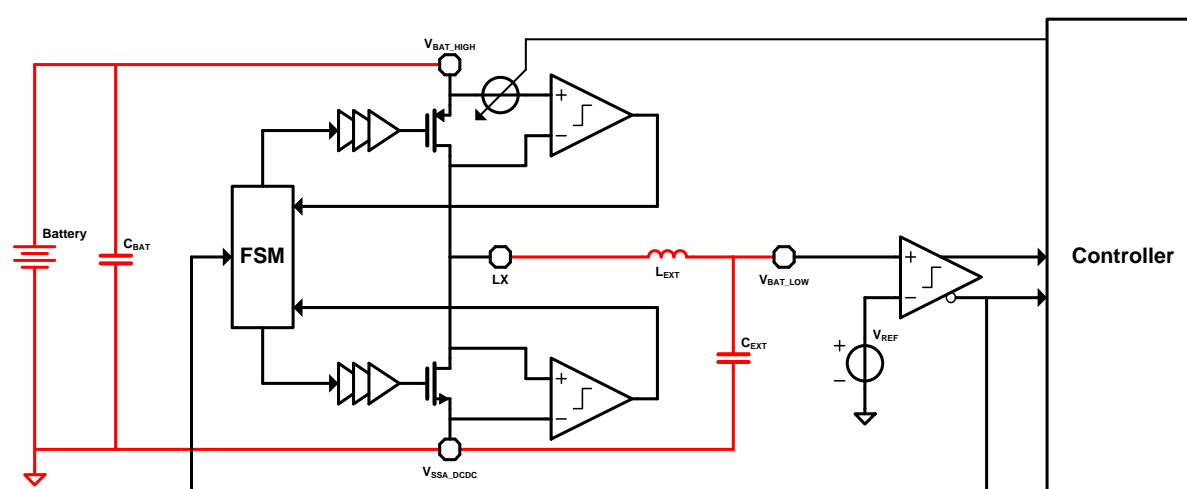 VBAT_HIGH
+
−
Battery
CBAT
FSM
LX
LEXT
VBAT_LOW
+
−
Controller
VREF
+
−
CEXT
+
−
VSSA_DCDC